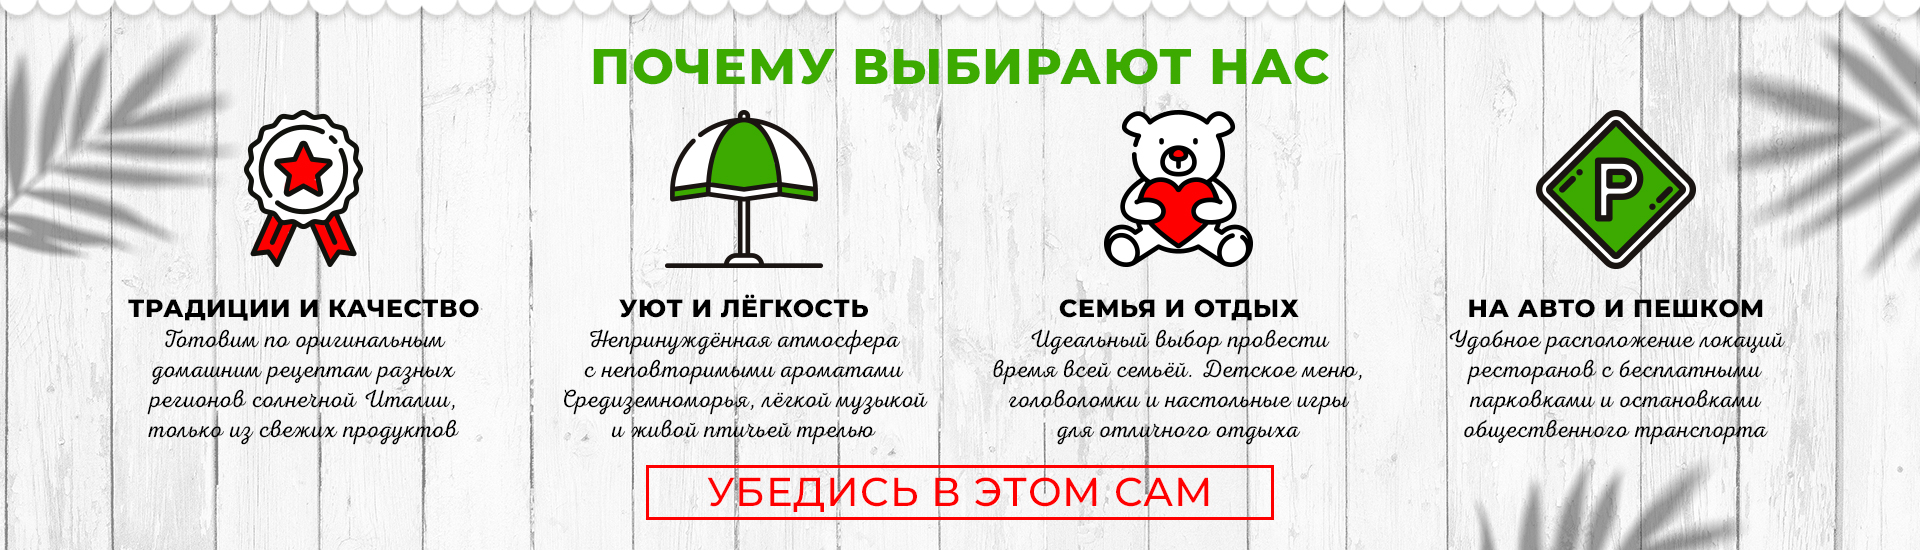 ПОЧЕМУ ВЫБИРАЮТ НАС
ТРАДИЦИИ И КАЧЕСТВО
Готовим по оригинальным
домашним рецептам разных
регионов солнечной Италии,
только из свежих продуктов
УЮТ И ЛЁГКОСТЬ
Непринуждённая атмосфера
с неповторимыми ароматами
Средиземноморья, лёгкой музыкой
и живой птичьей трелью
СЕМЬЯ И ОТДЫХ
Идеальный выбор провести
время всей семьёй. Детское меню,
головоломки и настольные игры
для отличного отдыха
P
НА АВТО И ПЕШКОМ
Удобное расположение локаций
ресторанов с бесплатными
парковками и остановками
общественного транспорта
УБЕДИСЬ В ЭТОМ САМ